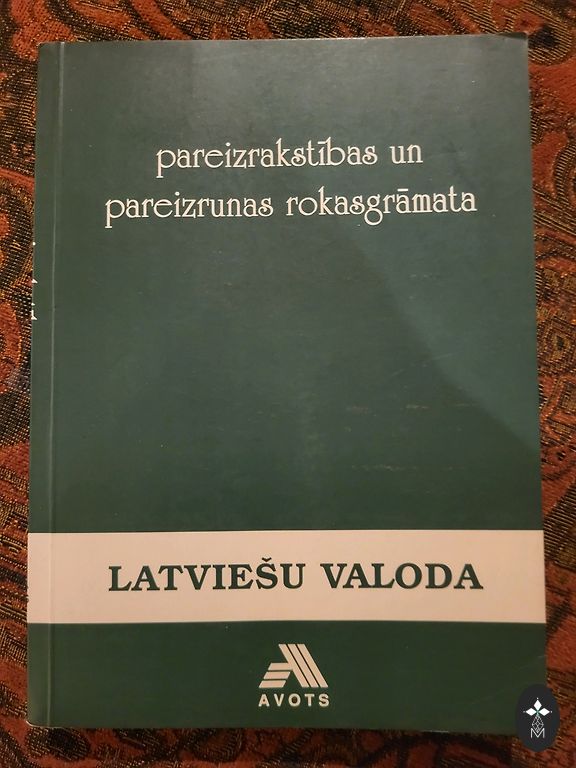 pareizrakstības un
pareizrunas rokasgrāmata
LATVIEŠU VALODA
AVOTS
M